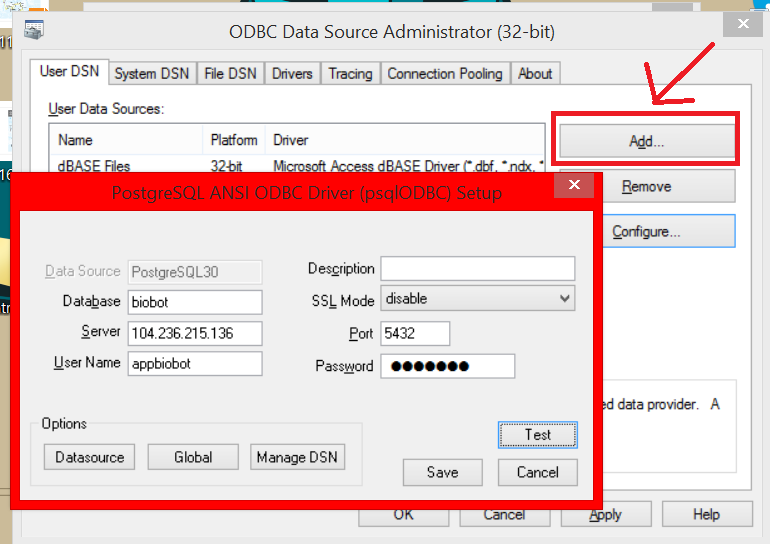 ODBC Data Source Administrator (32-bit)
User DSN System DSN File DSN Drivers Tracing Connection Pooling About
User Data Sources:
Name Platform Driver
Add...
dBASE Files 32-bit Microsoft Access dBASE Driver (*.dbf, *.ndx, *
Remove
Configure...
PostgreSQL ANSI ODBC Driver (psqlODBC) Setup
Data Source PostgreSQL30 Description
Database biobot SSL Mode disable
Server 104.236.215.136 Port 5432
User Name appbiobot Password ●●●●●●●
ed data provider. A
Options
Test
Datasource Global Manage DSN
Save Cancel
OK Cancel Apply Help